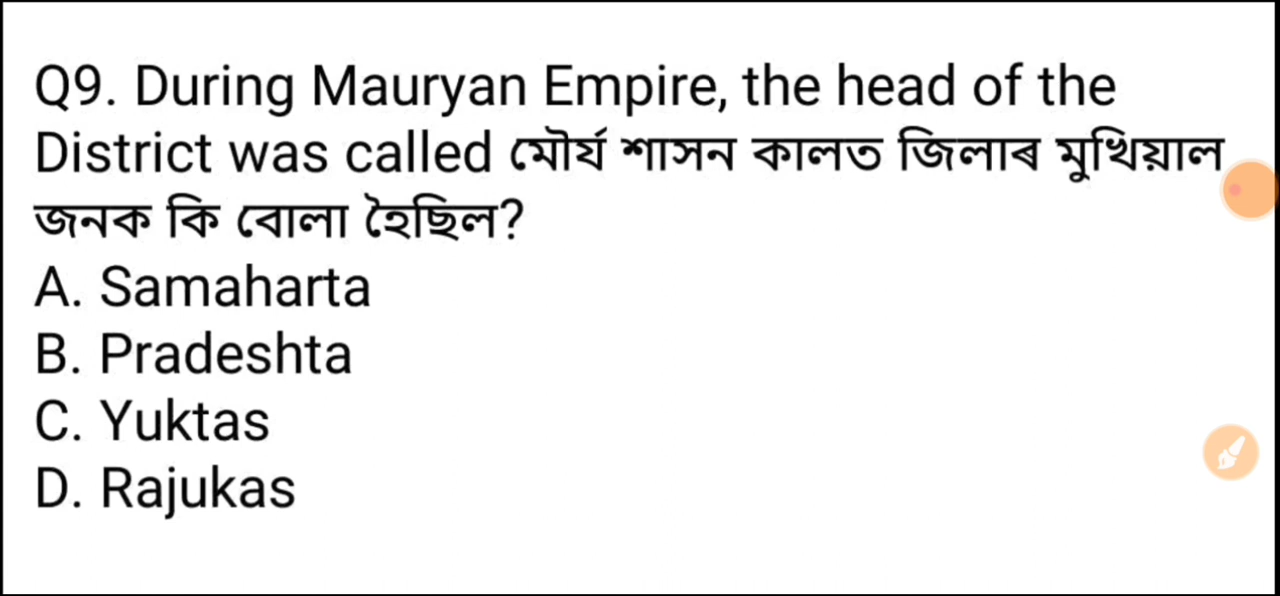 Q9. During Mauryan Empire, the head of the
District was called মৌৰ্য শাসন কালত জিলাৰ মুখিয়াল
জনক কি বোলা হৈছিল?
A. Samaharta
B. Pradeshta
C. Yuktas
D. Rajukas